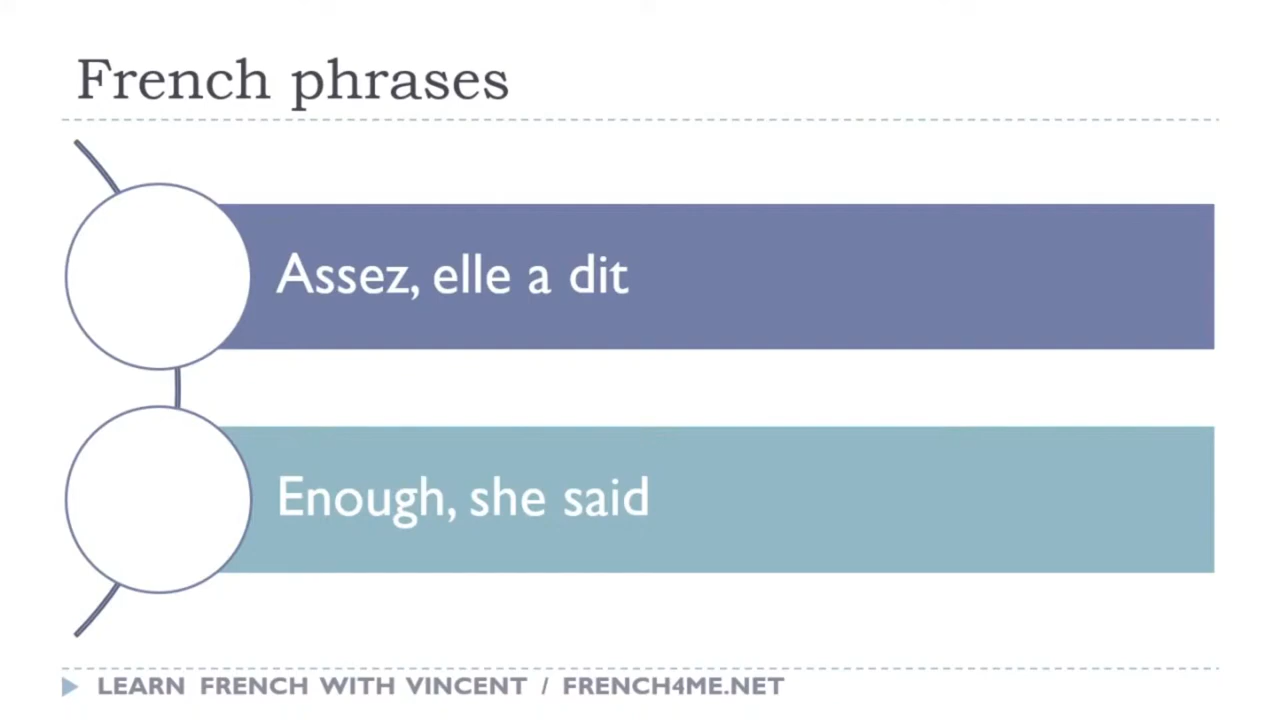 French phrases
Assez, elle a dit
Enough, she said
LEARN FRENCH WITH VINCENT / FRENCH4ME.NET